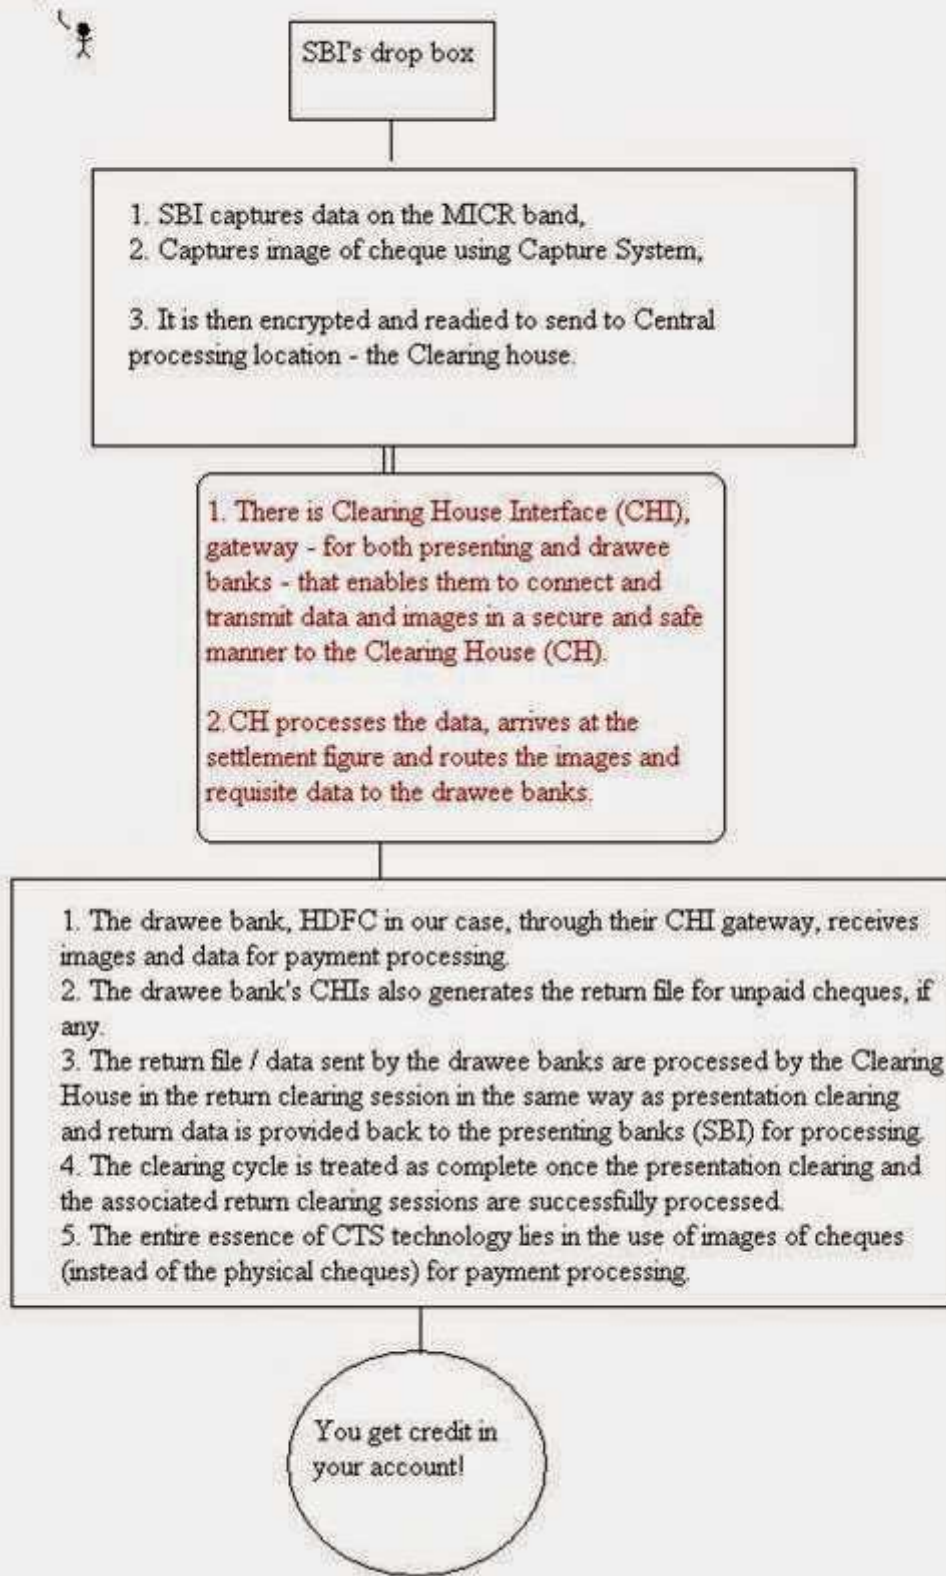 SBI's drop box
1. SBI captures data on the MICR band,
2. Captures image of cheque using Capture System,
3. It is then encrypted and readied to send to Central
processing location - the Clearing house.
1. There is Clearing House Interface (CHI),
gateway - for both presenting and drawee
banks - that enables them to connect and
transmit data and images in a secure and safe
manner to the Clearing House (CH).
2.CH processes the data, arrives at the
settlement figure and routes the images and
requisite data to the drawee banks.
1. The drawee bank, HDFC in our case, through their CHI gateway, receives
images and data for payment processing.
2. The drawee bank's CHIs also generates the return file for unpaid cheques, if
any.
3. The return file / data sent by the drawee banks are processed by the Clearing
House in the return clearing session in the same way as presentation clearing
and return data is provided back to the presenting banks (SBI) for processing.
4. The clearing cycle is treated as complete once the presentation clearing and
the associated return clearing sessions are successfully processed.
5. The entire essence of CTS technology lies in the use of images of cheques
(instead of the physical cheques) for payment processing.
You get credit in
your account!